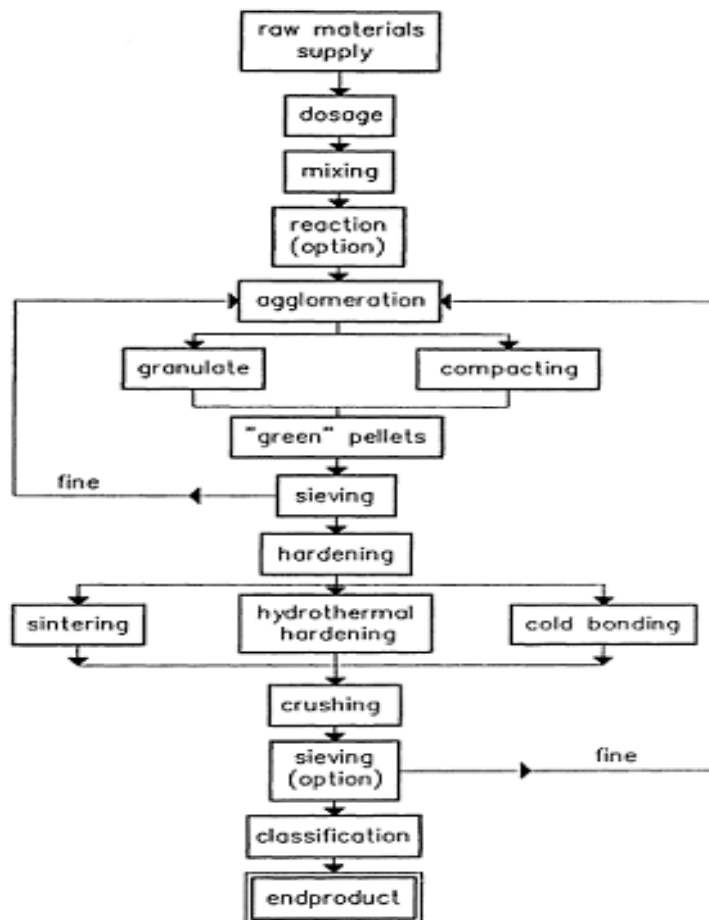 raw materials
supply
dosage
mixing
reaction
(option)
agglomeration
granulate
compacting
"green" pellets
fine
sieving
hardening
sintering
hydrothermal
hardening
cold bonding
crushing
sieving
(option)
fine
classification
endproduct